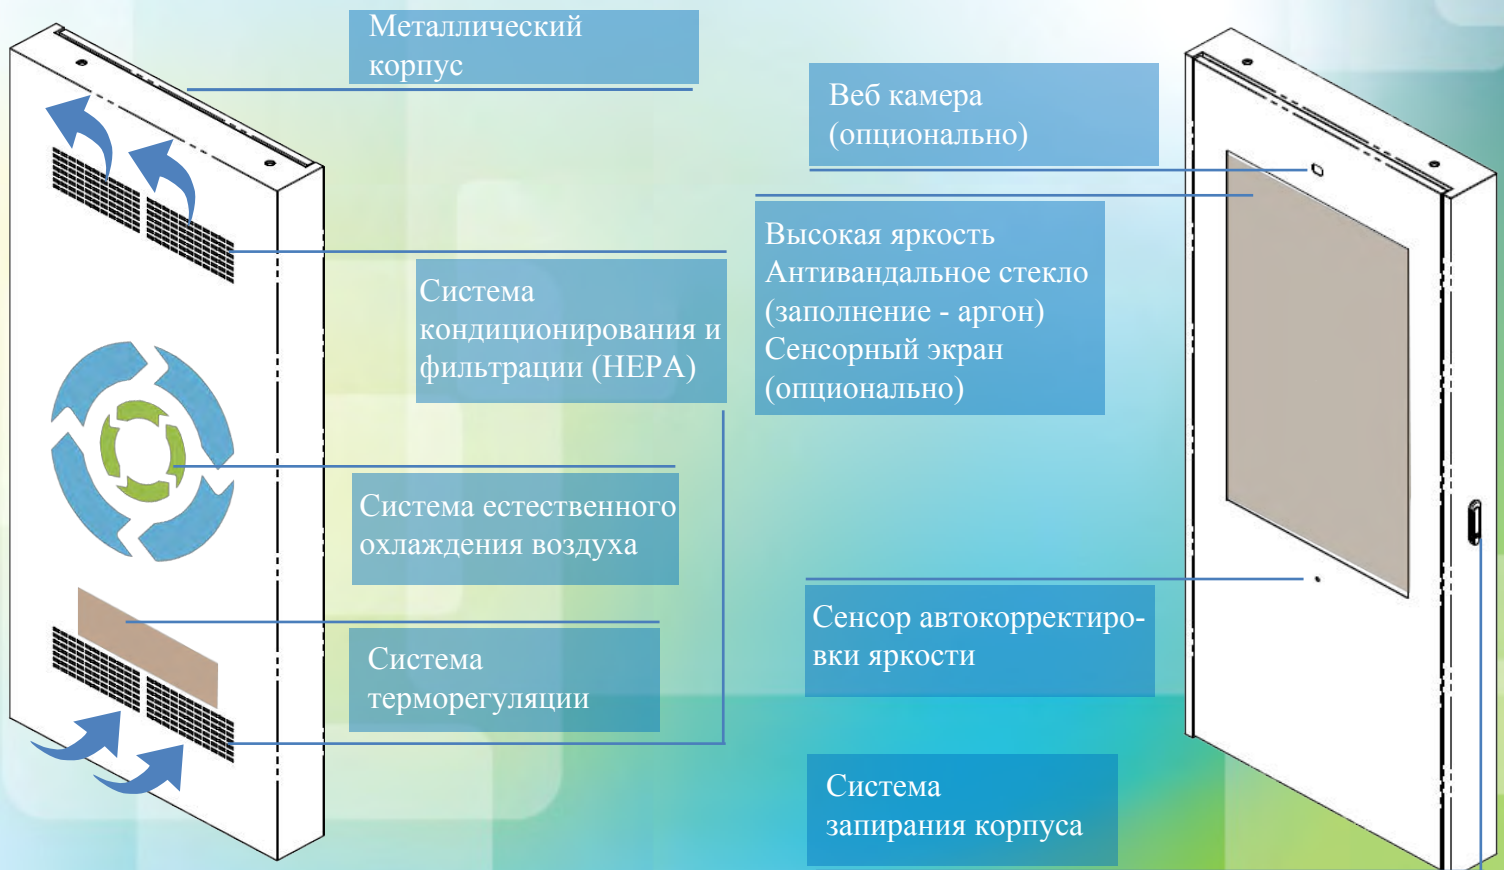 Металлический
корпус
Система
кондиционирования и
фильтрации (HEPA)
Система естественного
охлаждения воздуха
Система
терморегуляции
Веб камера
(опционально)
Высокая яркость
Антивандальное стекло
(заполнение - аргон)
Сенсорный экран
(опционально)
Сенсор автокорректиро-
вки яркости
Система
запирания корпуса